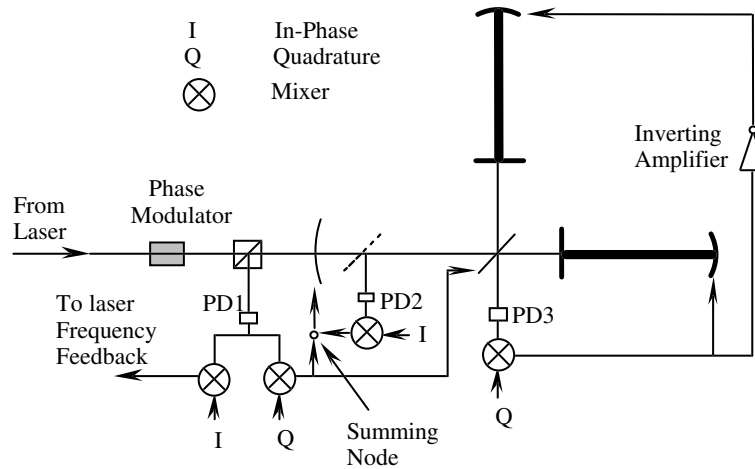 I In-Phase
Q Quadrature
Mixer
Inverting
Amplifier
Phase
Modulator
From
Laser
To laser
Frequency
Feedback
PD1
PD2
PD3
I
I
Q
Q
Summing
Node